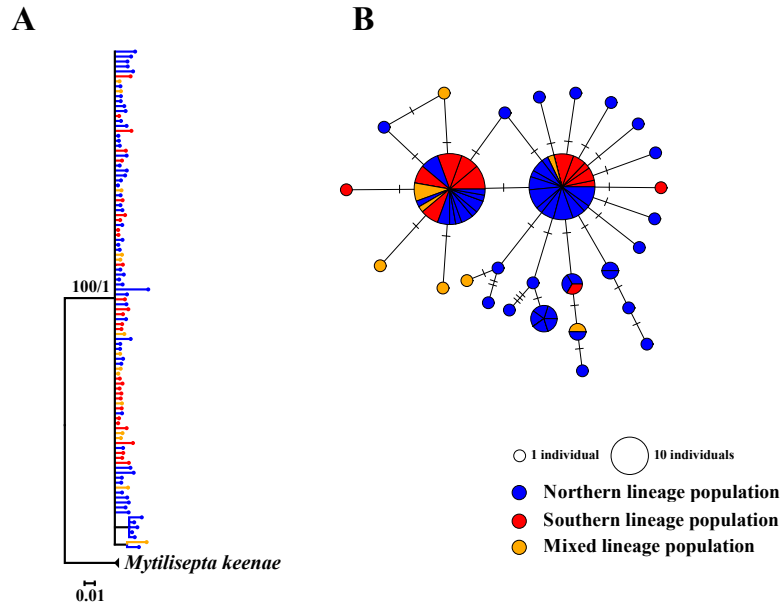 A
B
100/1
Mytilisepta keenae
0.01
1 individual
10 individuals
Northern lineage population
Southern lineage population
Mixed lineage population